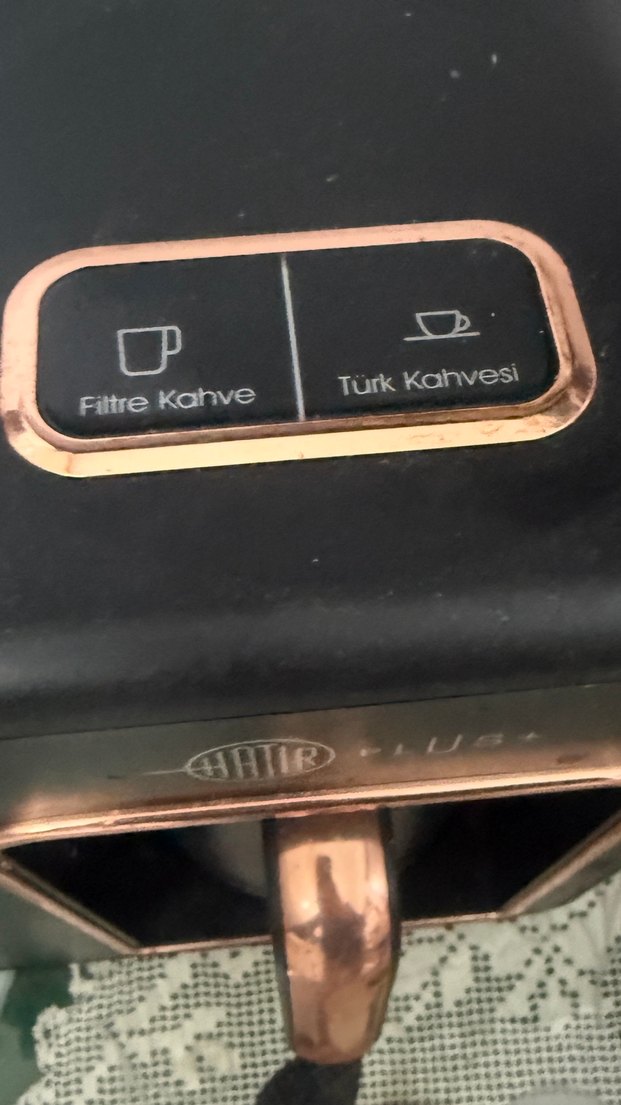 Filtre Kahve
Türk Kahvesi
HATIR PLUS+